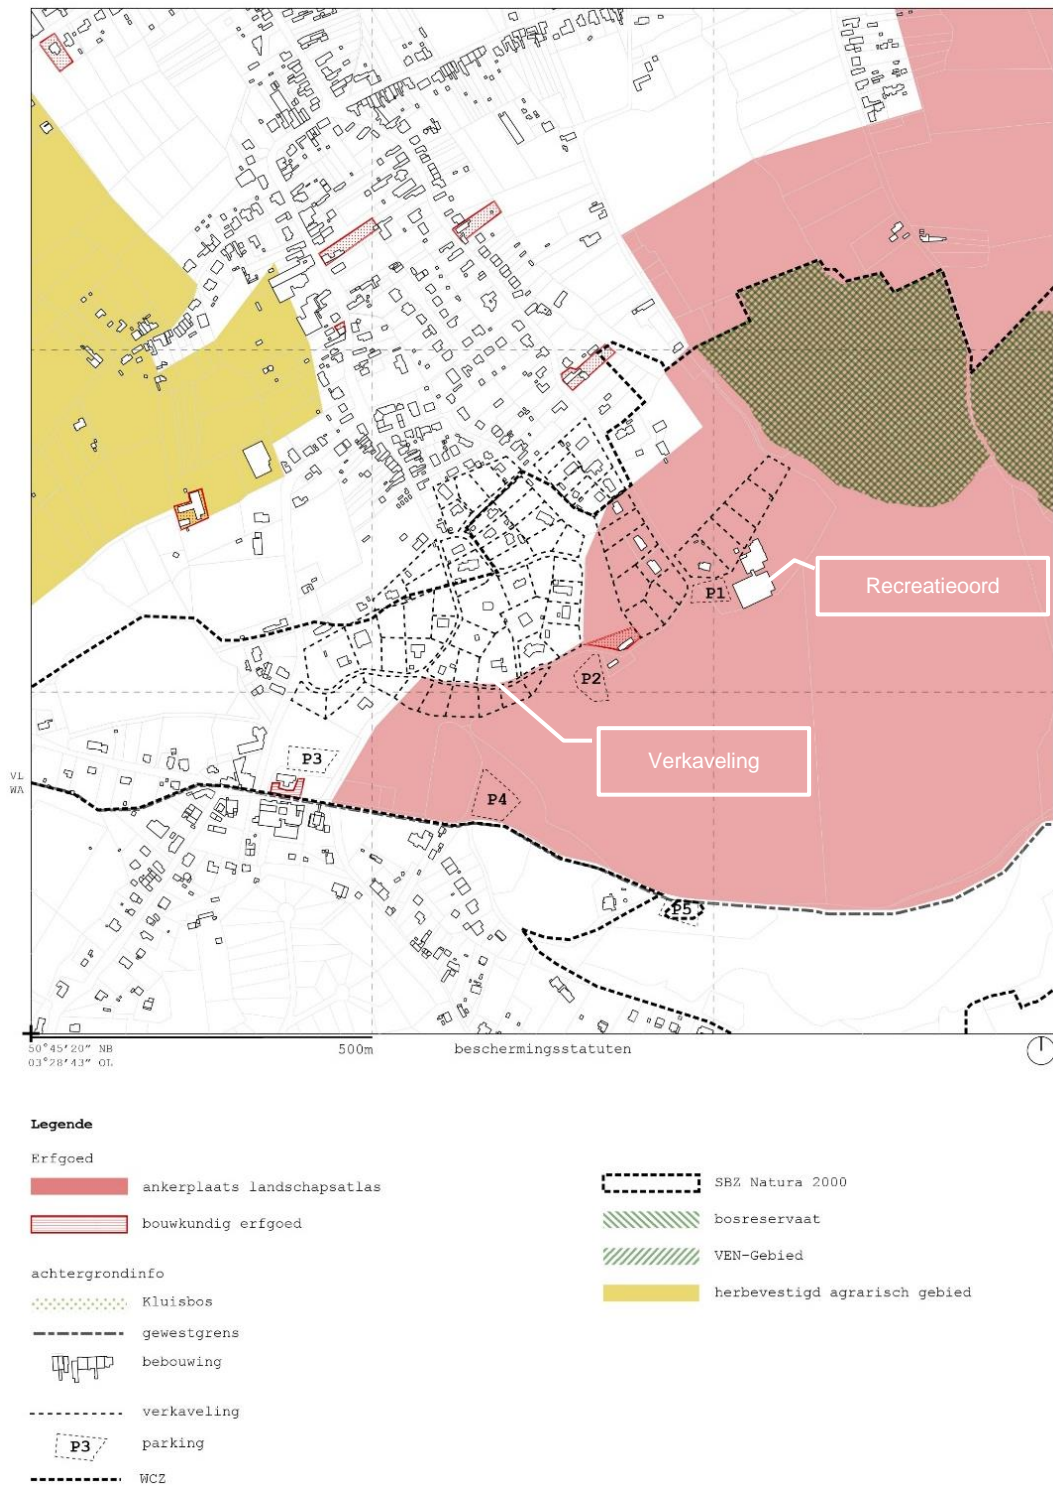 P1
Recreatieoord
P2
Verkaveling
P3
VL
WA
P4
P5
50°45'20" NB
03°28'43" OL
500m
beschermingsstatuten
Legende
Erfgoed
ankerplaats landschapsatlas
bouwkundig erfgoed
achtergrondinfo
Kluisbos
gewestgrens
bebouwing
verkaveling
P3
parking
WCZ
SBZ Natura 2000
bosreservaat
VEN-Gebied
herbevestigd agrarisch gebied